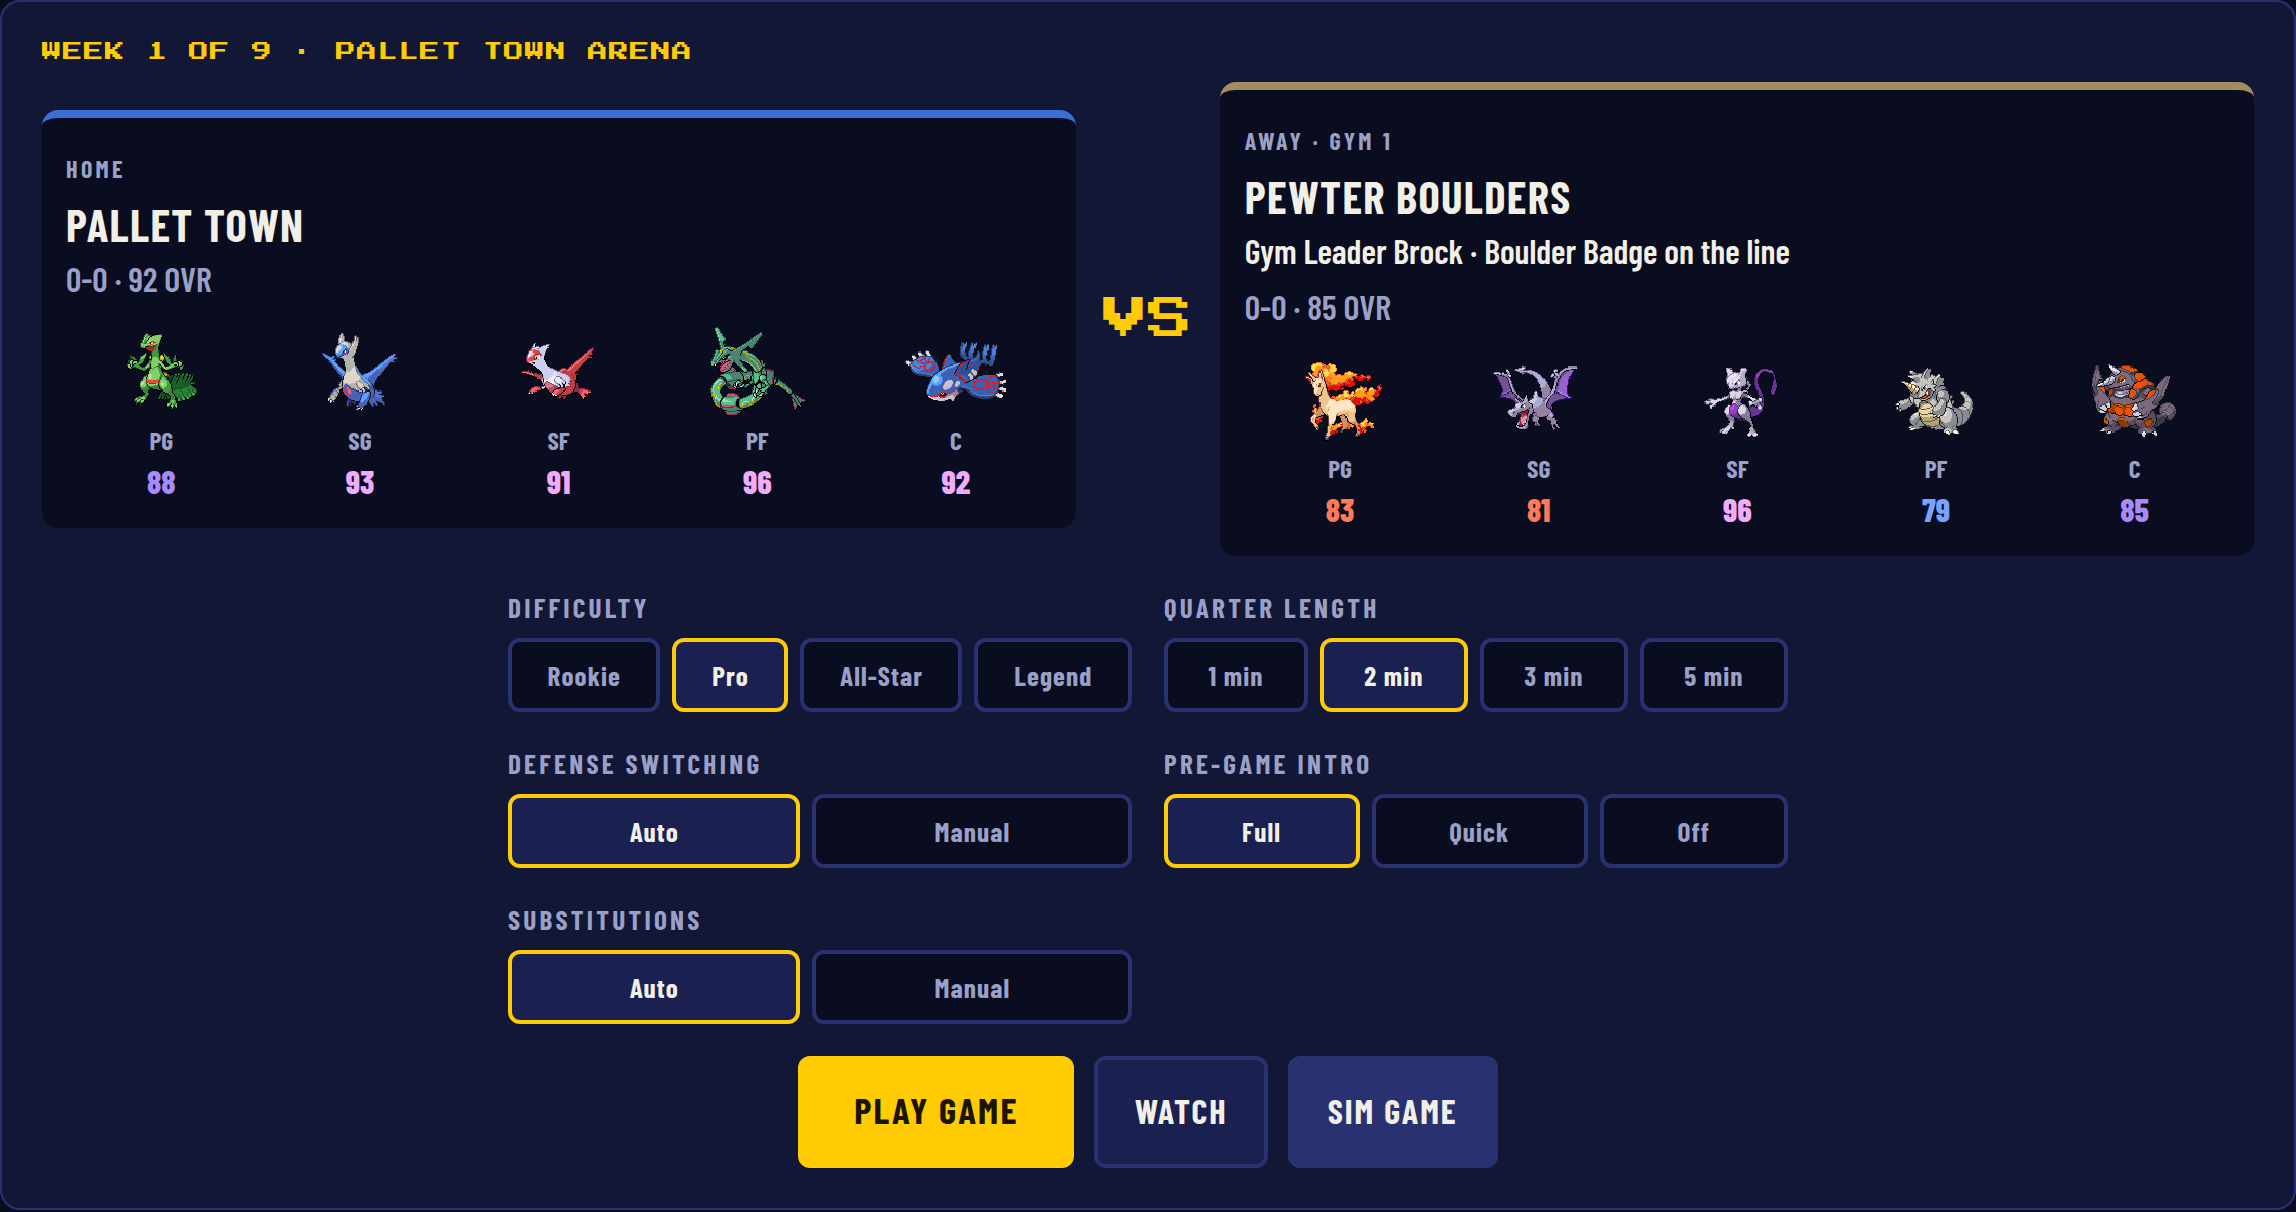 WEEK 1 OF 9 · PALLET TOWN ARENA
HOME
PALLET TOWN
0-0 · 92 OVR
PG SG SF PF C
88 93 91 96 92
VS
AWAY · GYM 1
PEWTER BOULDERS
Gym Leader Brock · Boulder Badge on the line
0-0 · 85 OVR
PG SG SF PF C
83 81 96 79 85
DIFFICULTY
Rookie Pro All-Star Legend
QUARTER LENGTH
1 min 2 min 3 min 5 min
DEFENSE SWITCHING
Auto Manual
PRE-GAME INTRO
Full Quick Off
SUBSTITUTIONS
Auto Manual
PLAY GAME WATCH SIM GAME